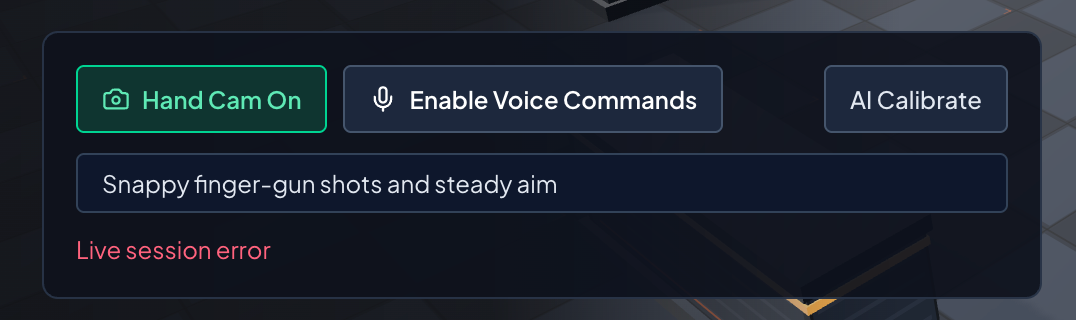 Hand Cam On
Enable Voice Commands
AI Calibrate
Snappy finger-gun shots and steady aim
Live session error